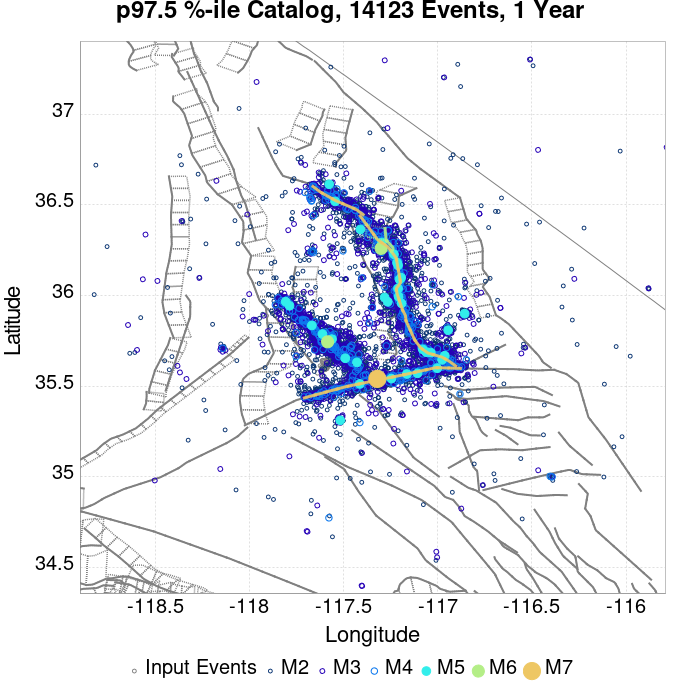 p97.5 %-ile Catalog, 14123 Events, 1 Year
37
36.5
36
35.5
35
34.5
Latitude
-118.5 -118 -117.5 -117 -116.5 -116
Longitude
Input Events M2 M3 M4 M5 M6 M7